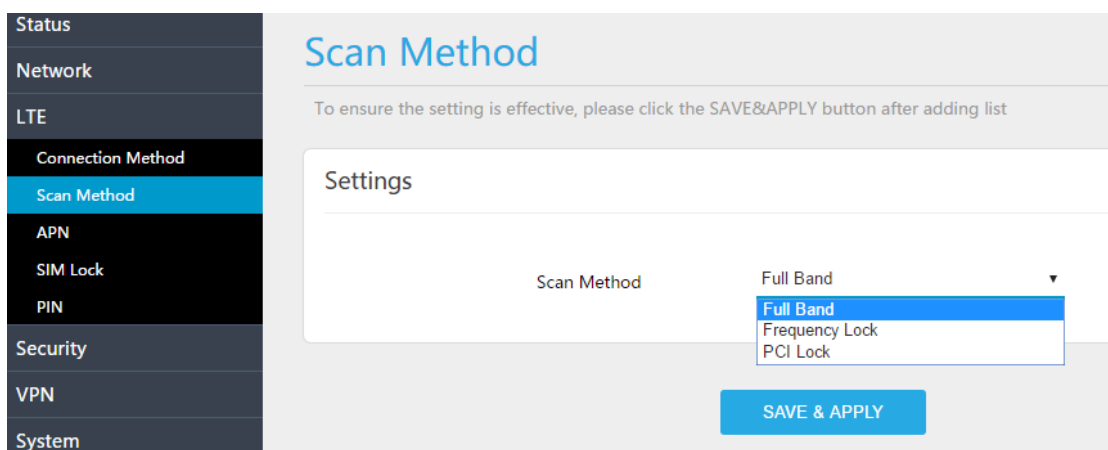 Status
Network
LTE
Connection Method
Scan Method
APN
SIM Lock
PIN
Security
VPN
System
Scan Method
To ensure the setting is effective, please click the SAVE&APPLY button after adding list
Settings
Scan Method Full Band
Full Band
Frequency Lock
PCI Lock
SAVE & APPLY